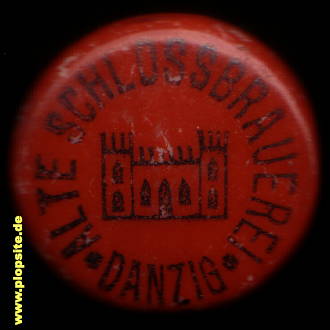 ALTE SCHLOSSBRAUEREI
* DANZIG *
www.plopsite.de